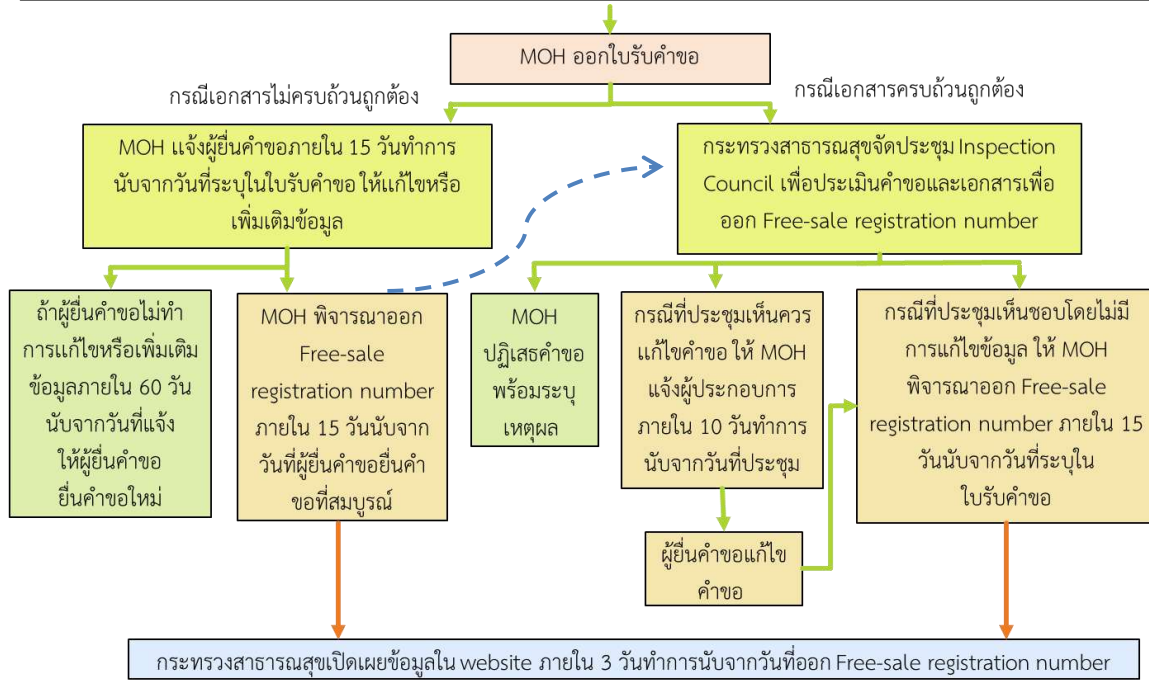 MOH ออกใบรับคำขอ
กรณีเอกสารไม่ครบถ้วนถูกต้อง
กรณีเอกสารครบถ้วนถูกต้อง
MOH แจ้งผู้ยื่นคำขอภายใน 15 วันทำการ
นับจากวันที่ระบุในใบรับคำขอ ให้แก้ไขหรือ
เพิ่มเติมข้อมูล
กระทรวงสาธารณสุขจัดประชุม Inspection
Council เพื่อประเมินคำขอและเอกสารเพื่อ
ออก Free-sale registration number
ถ้าผู้ยื่นคำขอไม่ทำ
การแก้ไขหรือเพิ่มเติม
ข้อมูลภายใน 60 วัน
นับจากวันที่แจ้ง
ให้ผู้ยื่นคำขอ
ยื่นคำขอใหม่
MOH พิจารณาออก
Free-sale
registration number
ภายใน 15 วันนับจาก
วันที่ผู้ยื่นคำขอยื่นคำ
ขอที่สมบูรณ์
MOH
ปฏิเสธคำขอ
พร้อมระบุ
เหตุผล
กรณีที่ประชุมเห็นควร
แก้ไขคำขอ ให้ MOH
แจ้งผู้ประกอบการ
ภายใน 10 วันทำการ
นับจากวันที่ประชุม
กรณีที่ประชุมเห็นชอบโดยไม่มี
การแก้ไขข้อมูล ให้ MOH
พิจารณาออก Free-sale
registration number ภายใน 15
วันนับจากวันที่ระบุใน
ใบรับคำขอ
ผู้ยื่นคำขอแก้ไข
คำขอ
กระทรวงสาธารณสุขเปิดเผยข้อมูลใน website ภายใน 3 วันทำการนับจากวันที่ออก Free-sale registration number